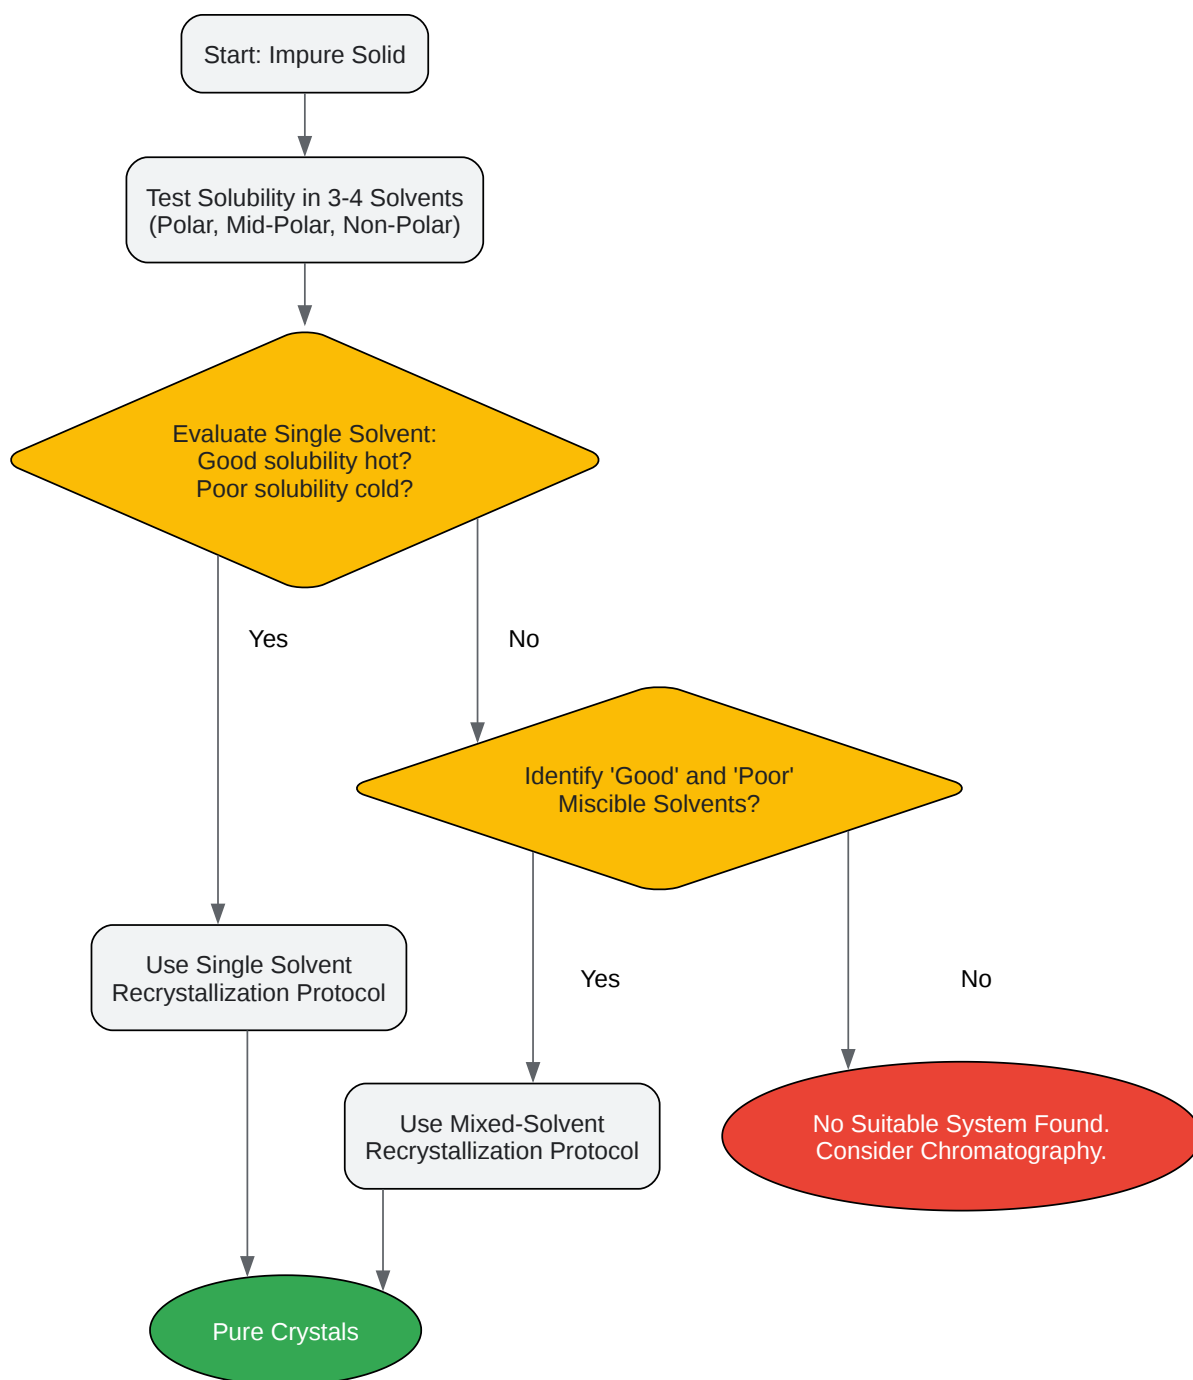 Start: Impure Solid
Test Solubility in 3-4 Solvents
(Polar, Mid-Polar, Non-Polar)
Evaluate Single Solvent:
Good solubility hot?
Poor solubility cold?
Yes
No
Identify 'Good' and 'Poor'
Miscible Solvents?
Use Single Solvent
Recrystallization Protocol
Yes
No
Use Mixed-Solvent
Recrystallization Protocol
No Suitable System Found.
Consider Chromatography.
Pure Crystals